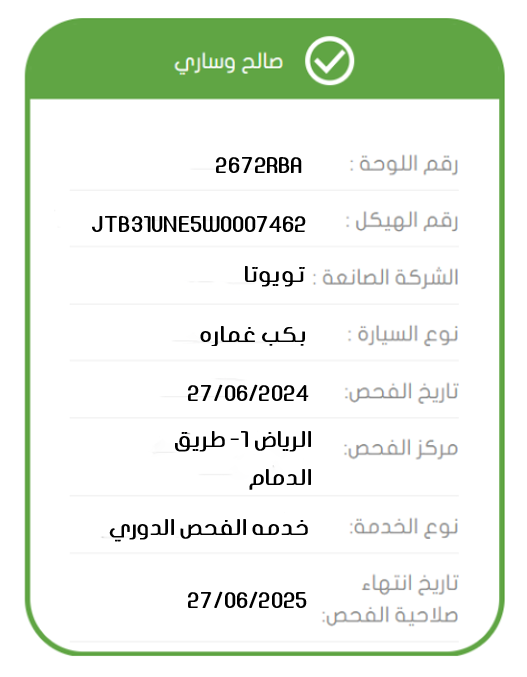 صالح وساري
رقم اللوحة : 2672RBA
رقم الهيكل : JTB31UNE5W0007462
الشركة الصانعة : تويوتا
نوع السيارة : بكب غماره
تاريخ الفحص: 27/06/2024
مركز الفحص: الرياض ٦- طريق
الدمام
نوع الخدمة: خدمه الفحص الدوري
تاريخ انتهاء
صلاحية الفحص: 27/06/2025